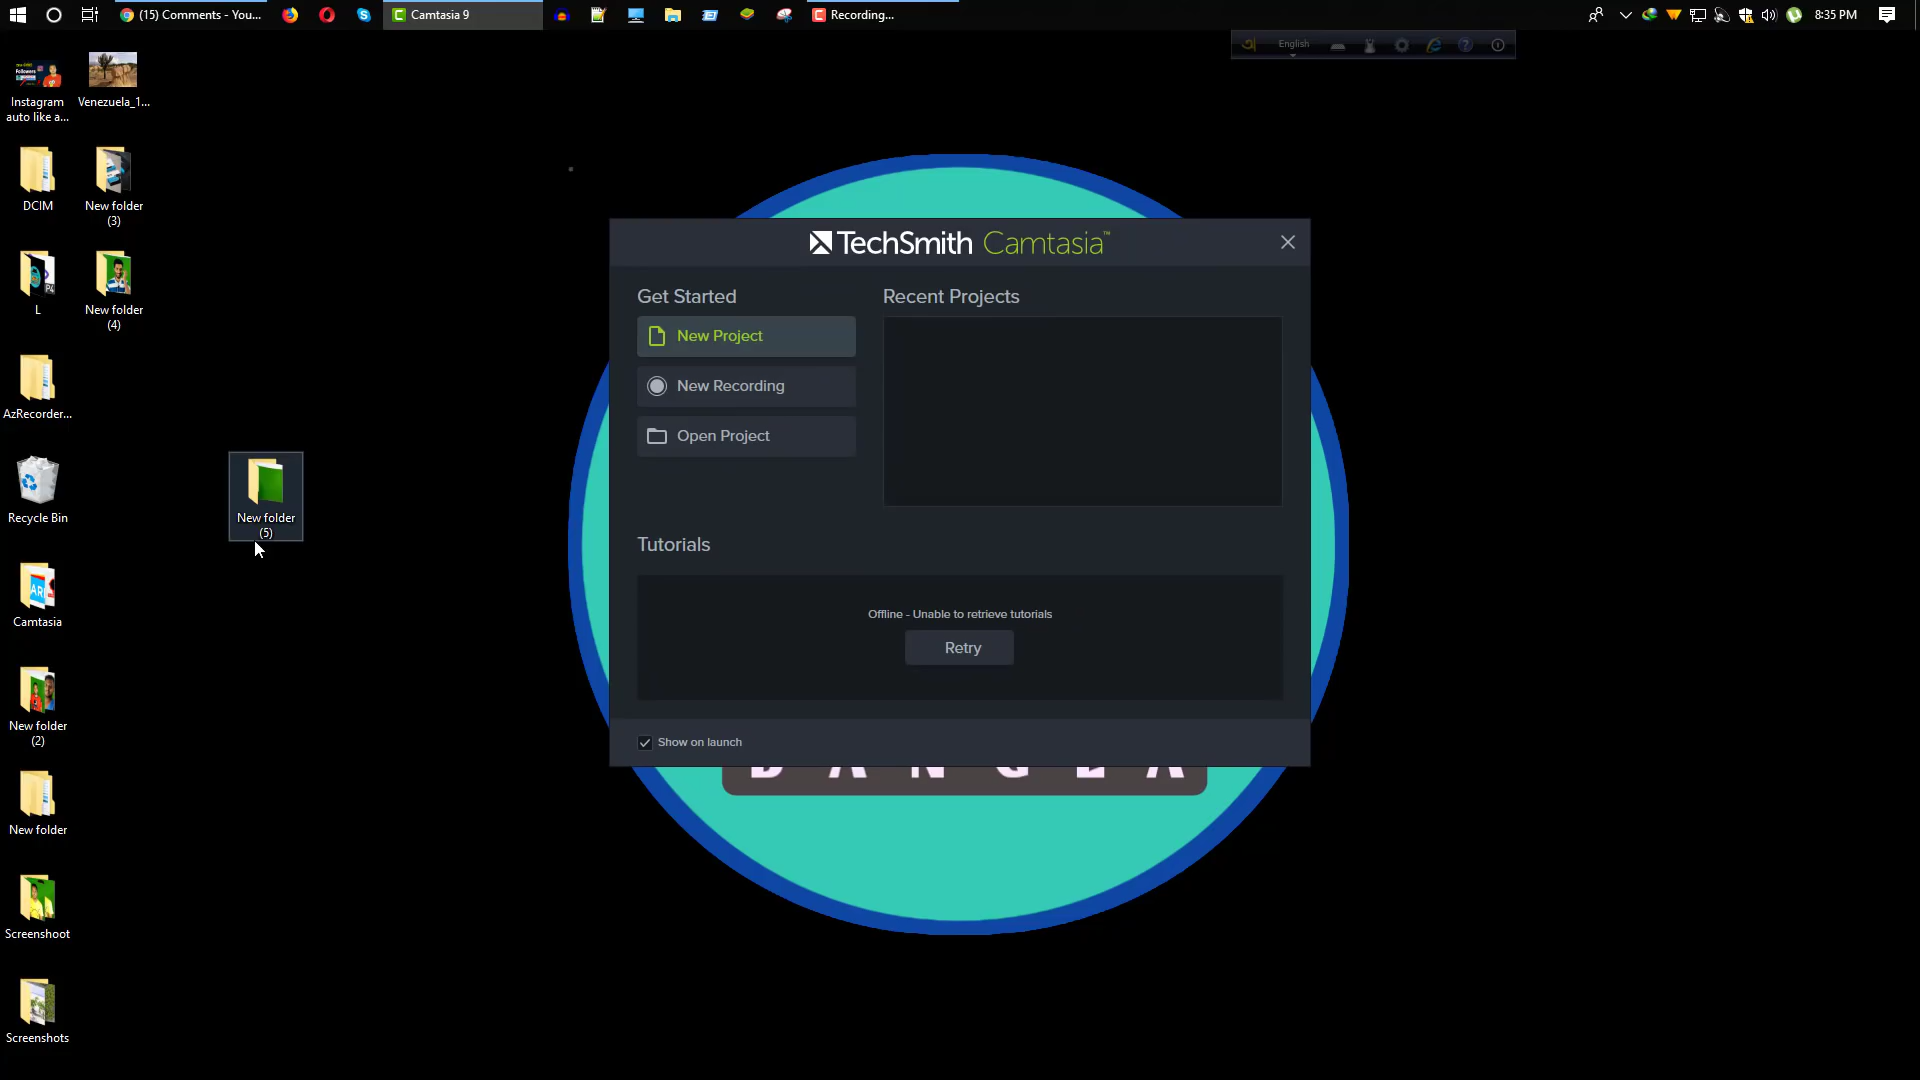 (15) Comments - You...
Camtasia 9
Recording...
8:35 PM
English
Instagram
auto like a...
Venezuela_1...
DCIM
New folder
(3)
L
New folder
(4)
AzRecorder...
Recycle Bin
New folder
(5)
Camtasia
New folder
(2)
New folder
Screenshoot
Screenshots
TechSmith Camtasia™
Get Started
New Project
New Recording
Open Project
Recent Projects
Tutorials
Offline - Unable to retrieve tutorials
Retry
Show on launch
BANGLA